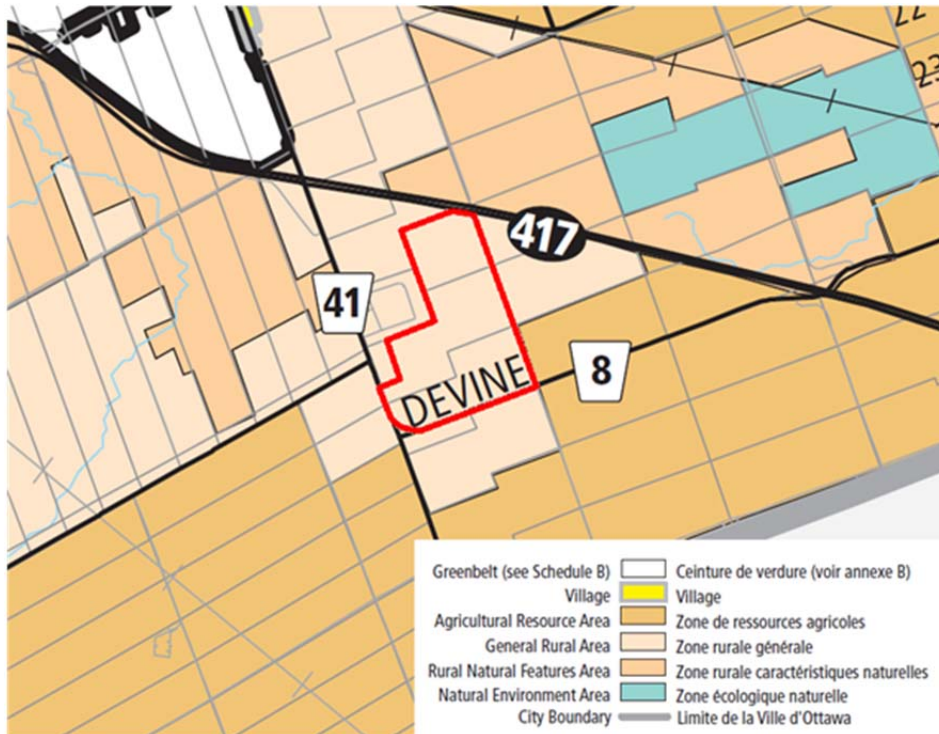 22
23
417
41
8
DEVINE
Greenbelt (see Schedule B) Ceinture de verdure (voir annexe B)
Village Village
Agricultural Resource Area Zone de ressources agricoles
General Rural Area Zone rurale générale
Rural Natural Features Area Zone rurale caractéristiques naturelles
Natural Environment Area Zone écologique naturelle
City Boundary Limite de la Ville d'Ottawa